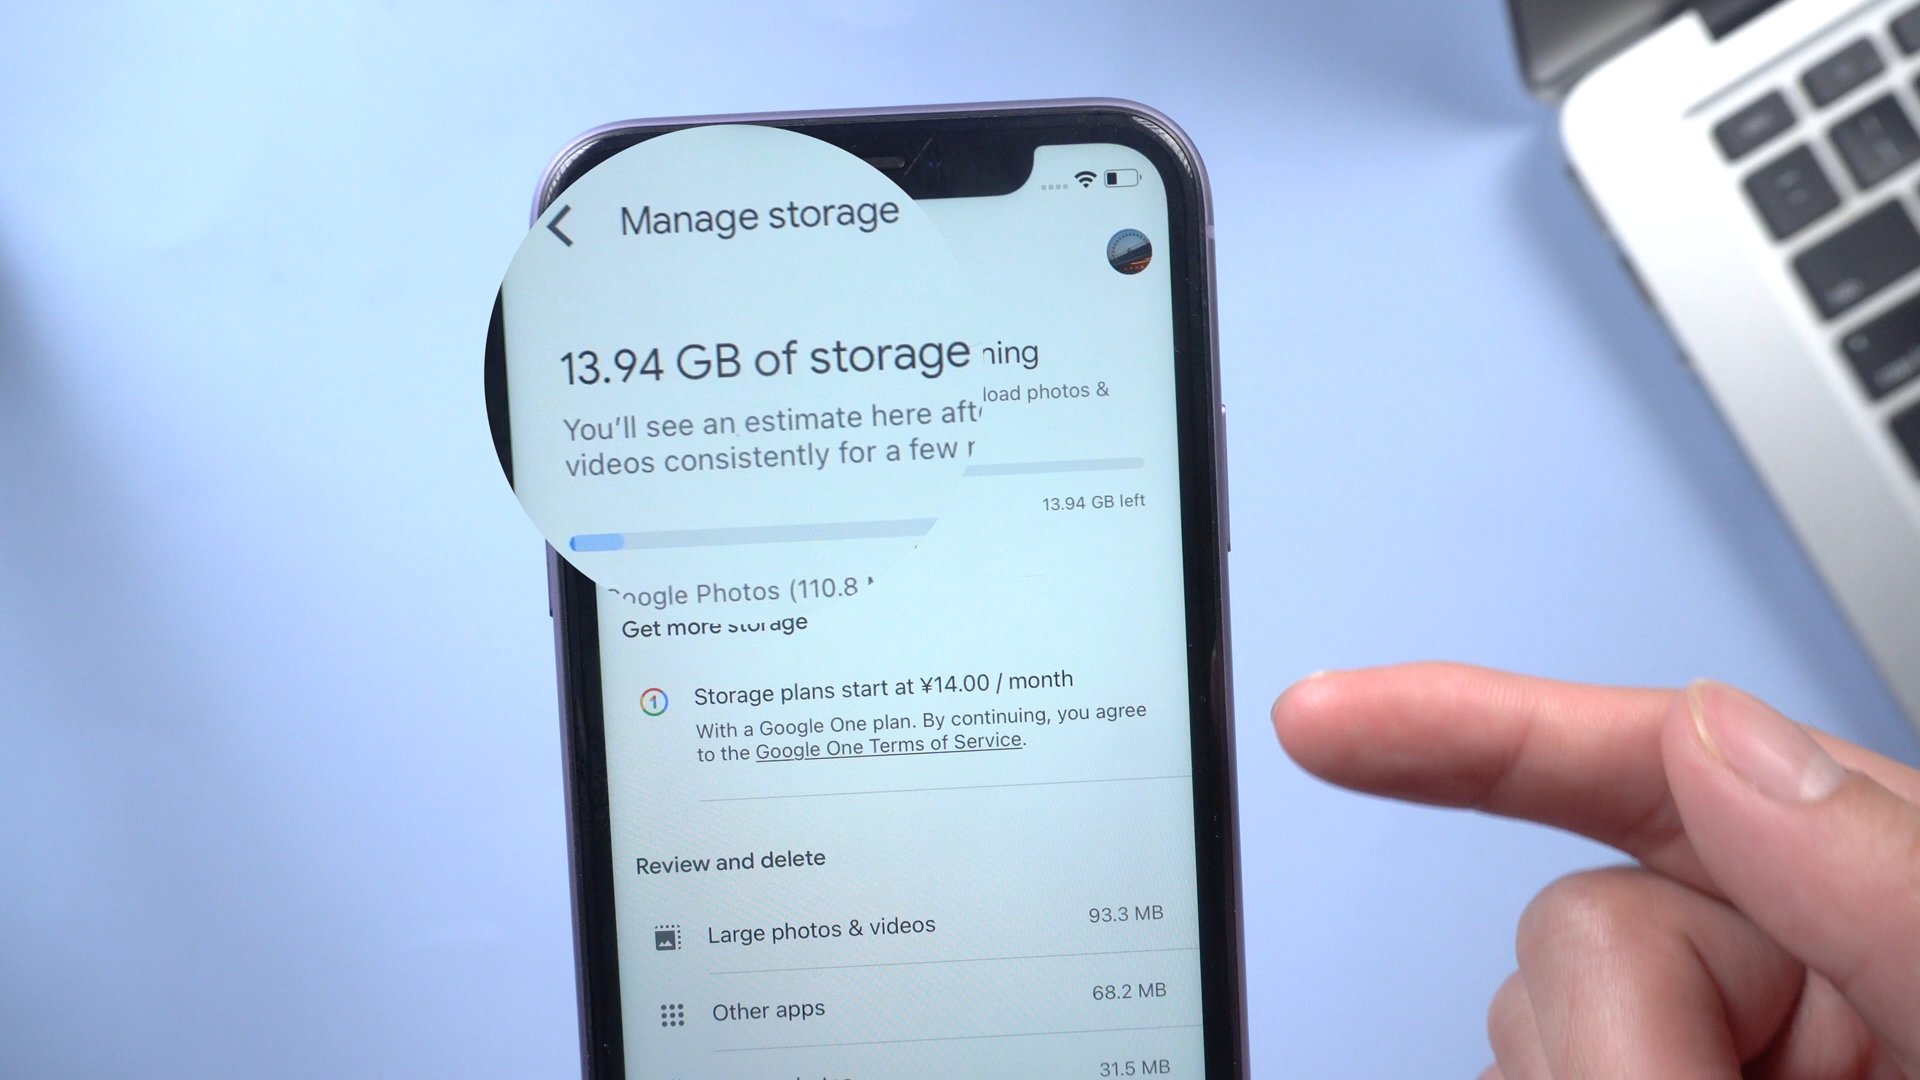 Manage storage
13.94 GB of storage ning
You'll see an estimate here load photos &
videos consistently for a few
13.94 GB left
Google Photos (110.8
Get more storage
1 Storage plans start at ¥14.00 / month
With a Google One plan. By continuing, you agree
to the Google One Terms of Service.
Review and delete
Large photos & videos 93.3 MB
Other apps 68.2 MB
31.5 MB